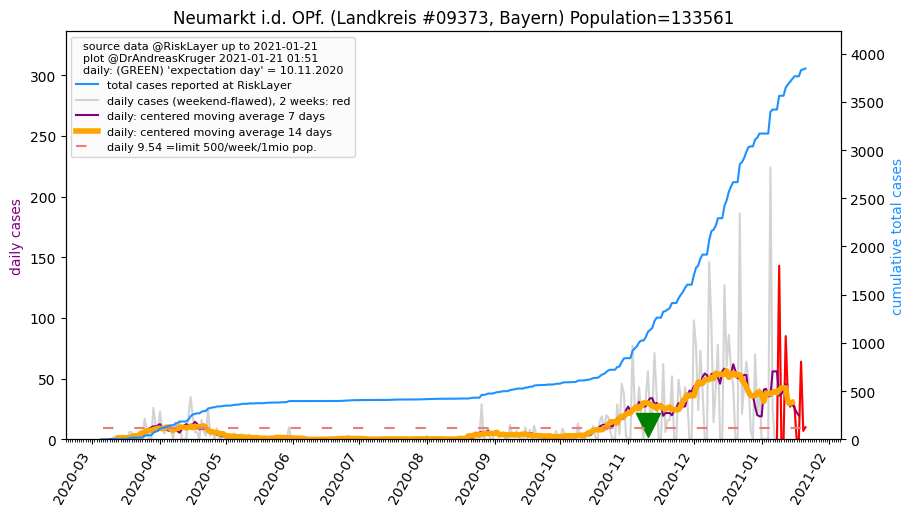 Neumarkt i.d. OPf. (Landkreis #09373, Bayern) Population=133561
source data @RiskLayer up to 2021-01-21
plot @DrAndreasKruger 2021-01-21 01:51
daily: (GREEN) 'expectation day' = 10.11.2020
total cases reported at RiskLayer
daily cases (weekend-flawed), 2 weeks: red
daily: centered moving average 7 days
daily: centered moving average 14 days
daily 9.54 =limit 500/week/1mio pop.
daily cases
300
250
200
150
100
50
0
cumulative total cases
4000
3500
3000
2500
2000
1500
1000
500
0
2020-03
2020-04
2020-05
2020-06
2020-07
2020-08
2020-09
2020-10
2020-11
2020-12
2021-01
2021-02